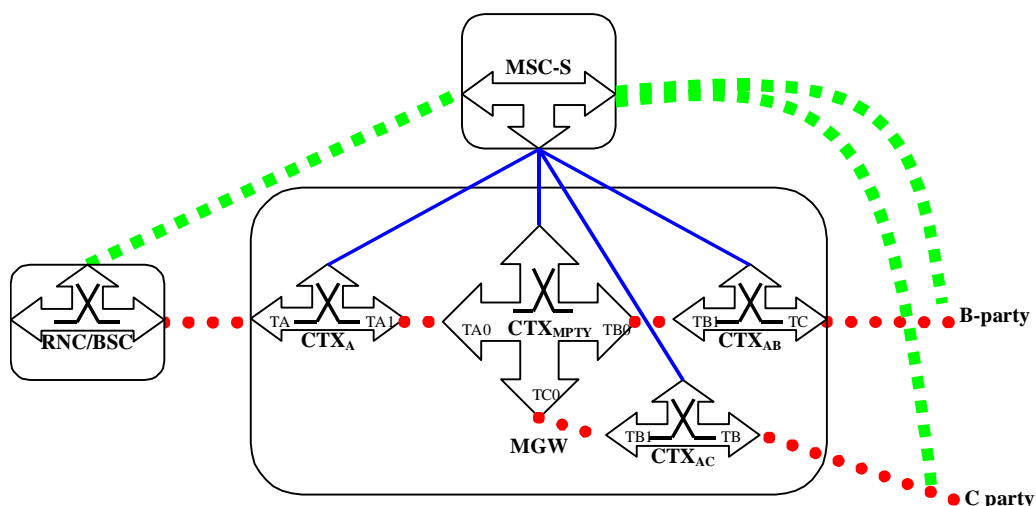 MSC-S
TA
TA1
CTXA
TA0
CTXMPTY
TB0
TB1
TC
CTXAB
B-party
RNC/BSC
TC0
MGW
TB1
TB
CTXAC
C party